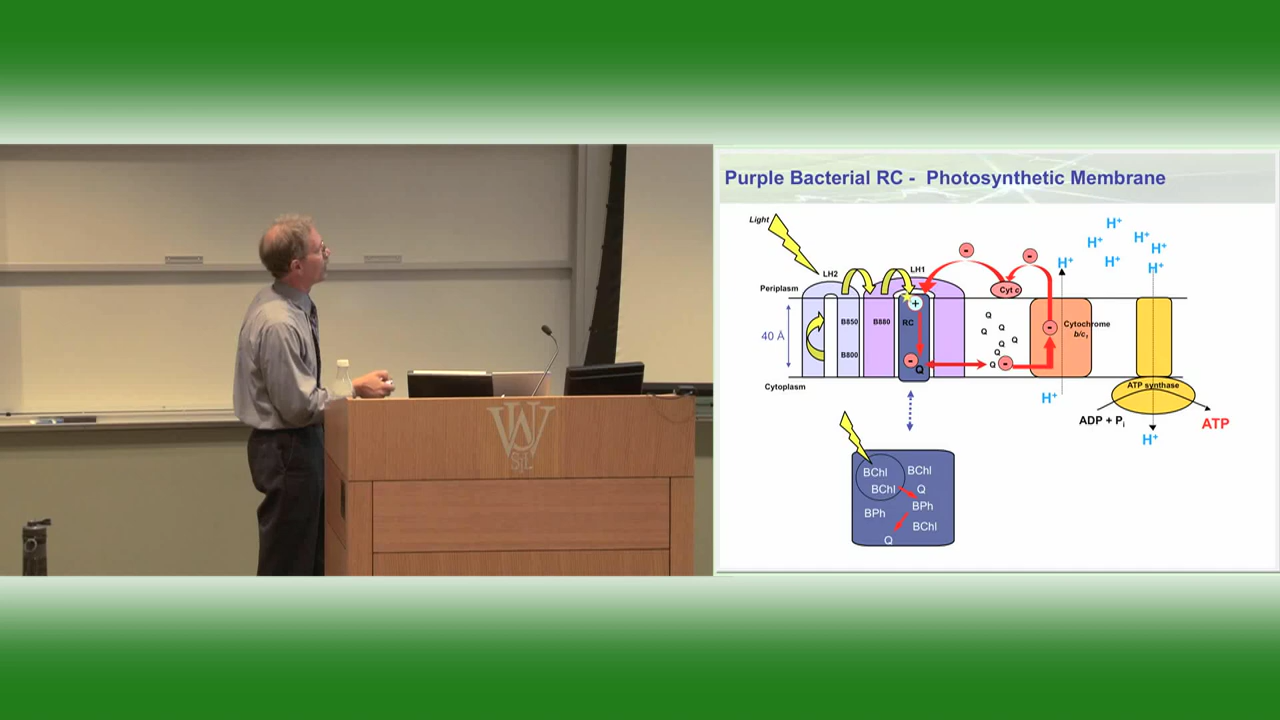 Purple Bacterial RC - Photosynthetic Membrane
Light
H⁺
H⁺
H⁺
H⁺
H⁺
H⁺
H⁺
LH2
LH1
Periplasm
Cyt c
-
-
+
B850
B880
RC
Q
Q
Q
Q
Q
Q
Q
-
Cytochrome
b/c₁
40 Å
B800
-
Q
-
Cytoplasm
ATP synthase
H⁺
ADP + Pᵢ
ATP
H⁺
BChl
BChl
BChl
Q
BPh
BPh
BChl
Q
WU
StL